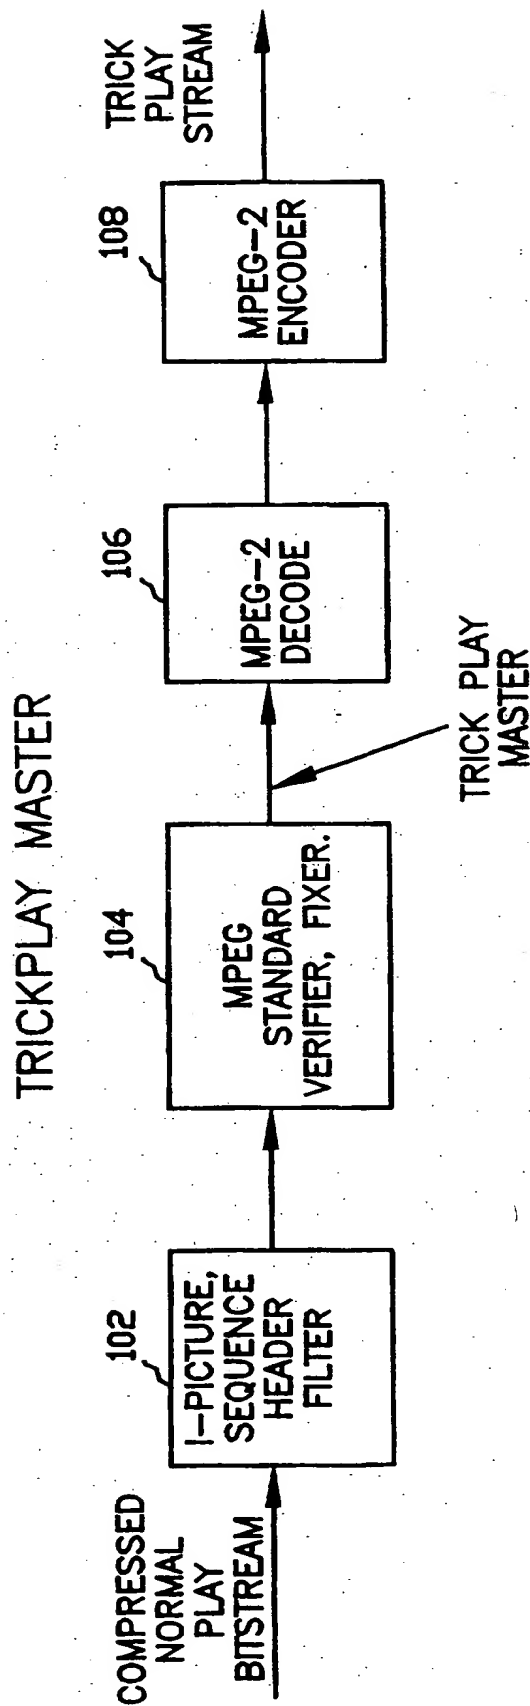 TRICKPLAY MASTER
COMPRESSED
NORMAL
PLAY
BITSTREAM
102
I-PICTURE,
SEQUENCE
HEADER
FILTER
104
MPEG
STANDARD
VERIFIER, FIXER.
TRICK PLAY
MASTER
106
MPEG-2
DECODE
108
MPEG-2
ENCODER
TRICK
PLAY
STREAM